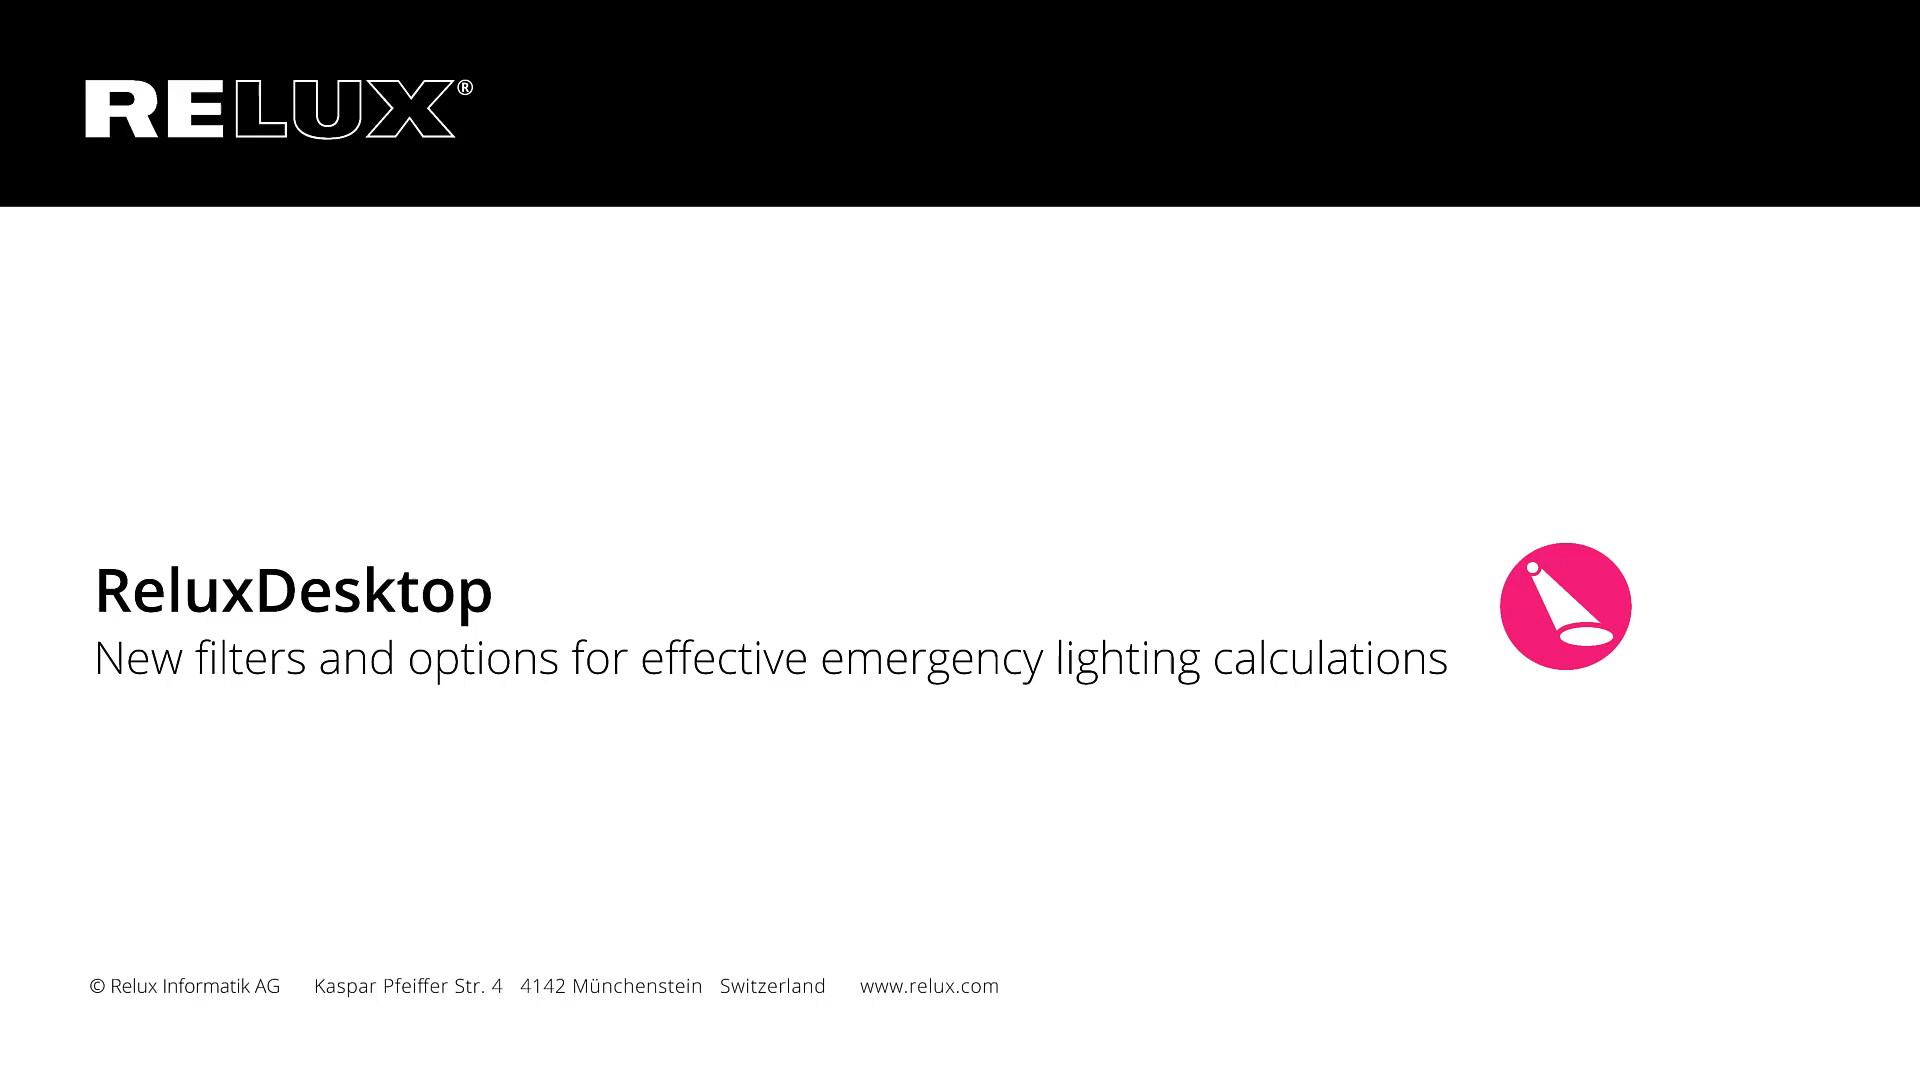 RELUX®
ReluxDesktop
New filters and options for effective emergency lighting calculations
© Relux Informatik AG Kaspar Pfeiffer Str. 4 4142 Münchenstein Switzerland www.relux.com